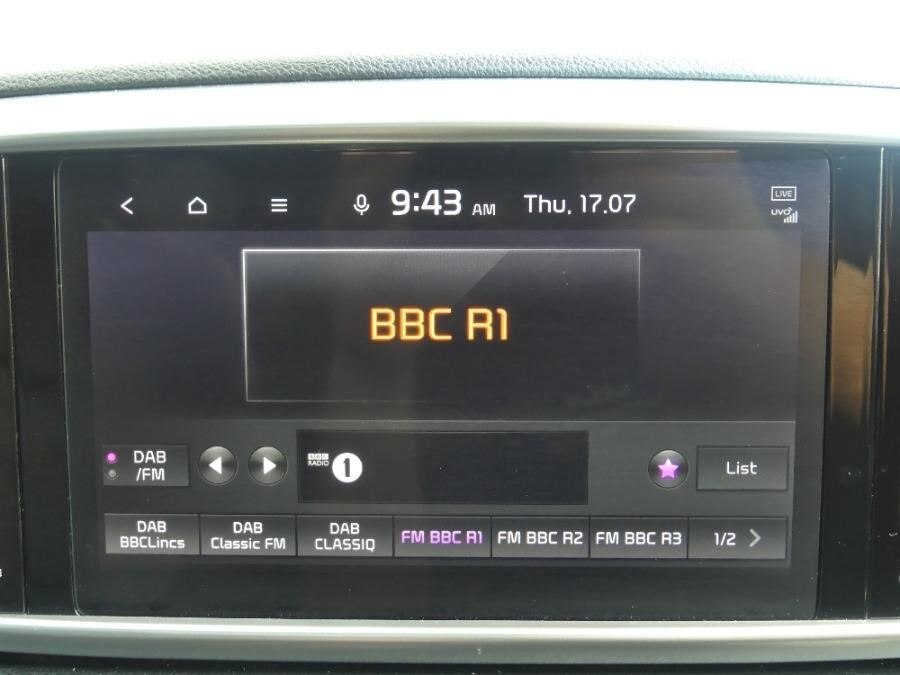 9:43 AM Thu, 17.07
LIVE
UVO
BBC R1
DAB
/FM
BBC
RADIO
1
List
DAB
BBCLincs
DAB
Classic FM
DAB
CLASSIQ
FM BBC R1
FM BBC R2
FM BBC R3
1/2